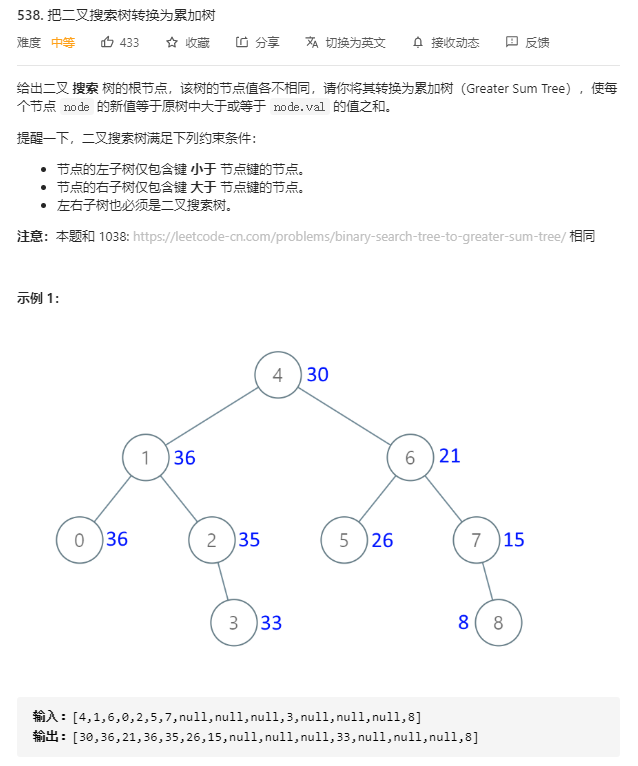 538. 把二叉搜索树转换为累加树
难度 中等 433 收藏 分享 切换为英文 接收动态 反馈
给出二叉 搜索 树的根节点，该树的节点值各不相同，请你将其转换为累加树（Greater Sum Tree），使每
个节点 node 的新值等于原树中大于或等于 node.val 的值之和。
提醒一下，二叉搜索树满足下列约束条件：
节点的左子树仅包含键 小于 节点键的节点。
节点的右子树仅包含键 大于 节点键的节点。
左右子树也必须是二叉搜索树。
注意：本题和 1038: https://leetcode-cn.com/problems/binary-search-tree-to-greater-sum-tree/ 相同
示例 1：
4 30
1 36 6 21
0 36 2 35 5 26 7 15
3 33 8 8
输入：[4,1,6,0,2,5,7,null,null,null,3,null,null,null,8]
输出：[30,36,21,36,35,26,15,null,null,null,33,null,null,null,8]